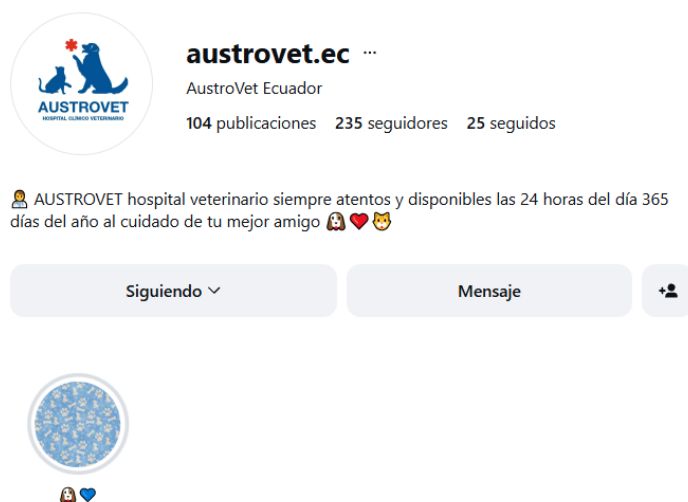 austrovet.ec ...
AustroVet Ecuador
AUSTROVET
HOSPITAL CLÍNICO VETERINARIO
104 publicaciones 235 seguidores 25 seguidos
👩‍⚕️ AUSTROVET hospital veterinario siempre atentos y disponibles las 24 horas del día 365
días del año al cuidado de tu mejor amigo 🐶❤️🐱
Siguiendo
Mensaje
🐶💙